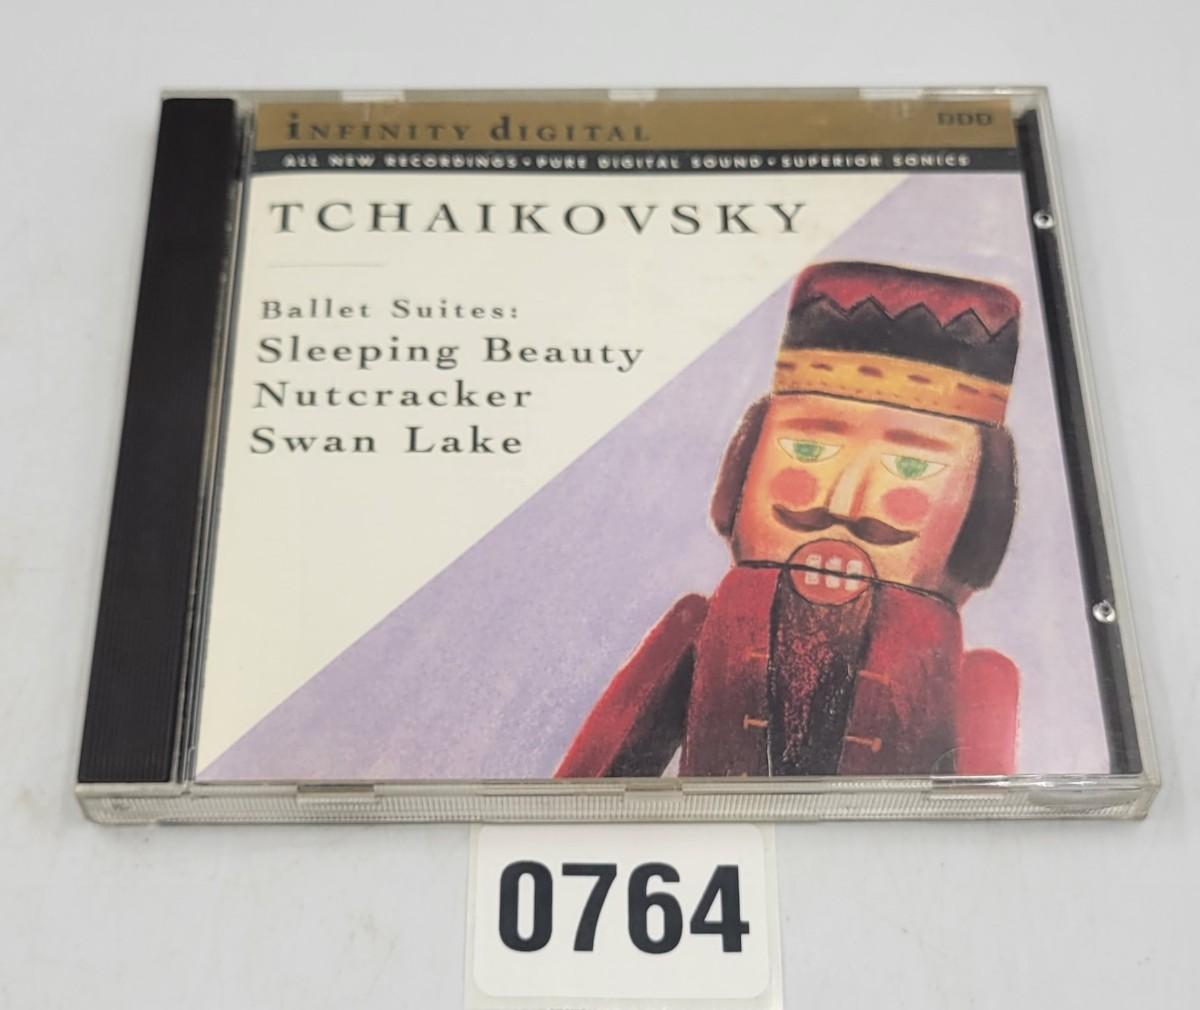 infinity digital
DDD
ALL NEW RECORDINGS • PURE DIGITAL SOUND • SUPERIOR SONICS
TCHAIKOVSKY
Ballet Suites:
Sleeping Beauty
Nutcracker
Swan Lake
0764